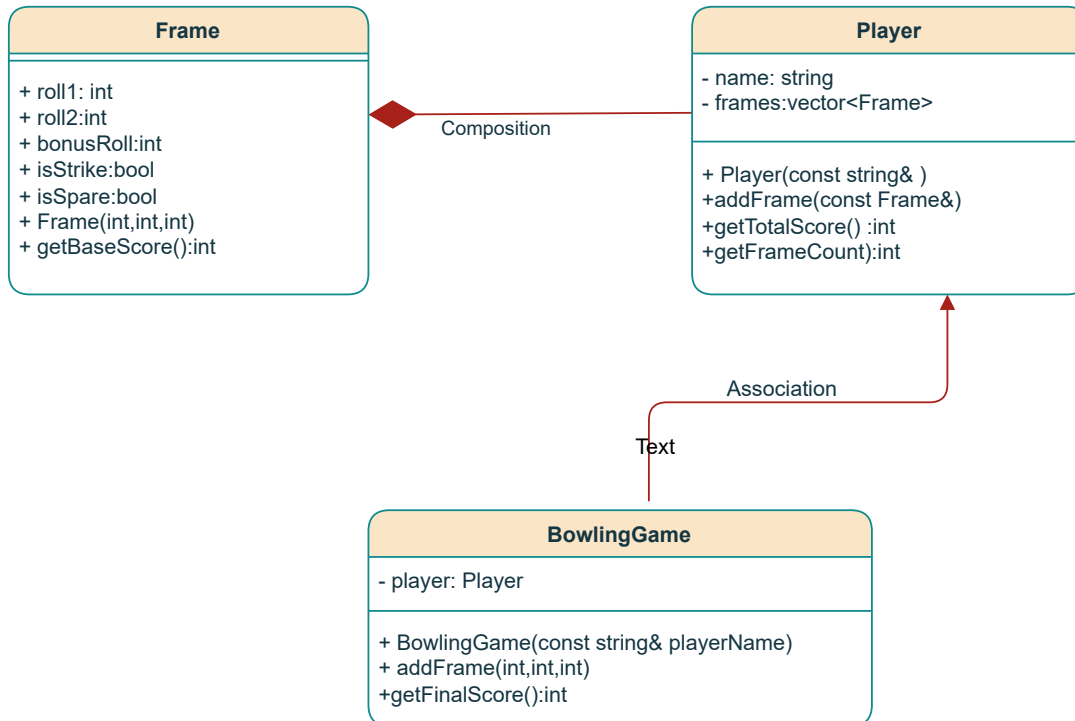 Frame
+ roll1: int
+ roll2:int
+ bonusRoll:int
+ isStrike:bool
+ isSpare:bool
+ Frame(int,int,int)
+ getBaseScore():int
Composition
Player
- name: string
- frames:vector<Frame>
+ Player(const string& )
+addFrame(const Frame&)
+getTotalScore() :int
+getFrameCount):int
Association
Text
BowlingGame
- player: Player
+ BowlingGame(const string& playerName)
+ addFrame(int,int,int)
+getFinalScore():int